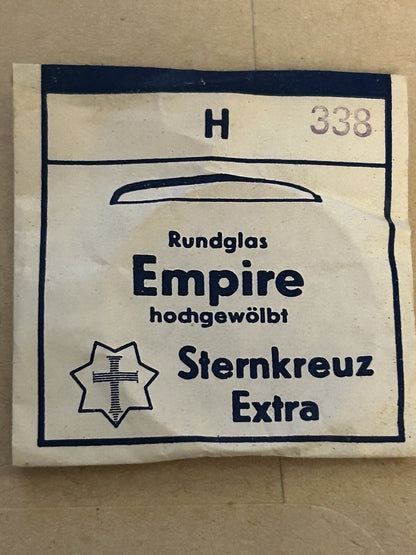 H 338
Rundglas
Empire
hochgewölbt
Sternkreuz
Extra